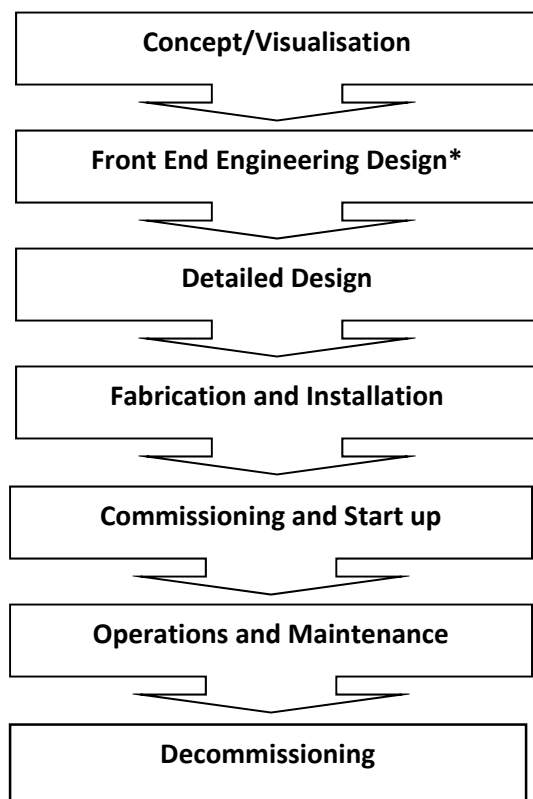 Concept/Visualisation
Front End Engineering Design*
Detailed Design
Fabrication and Installation
Commissioning and Start up
Operations and Maintenance
Decommissioning